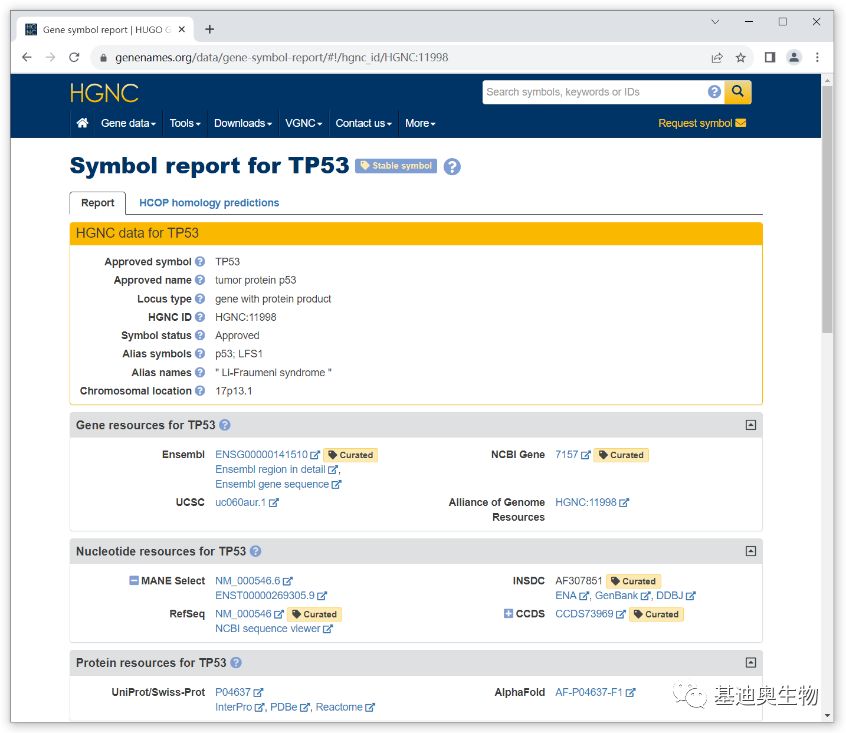 Gene symbol report | HUGO G
genenames.org/data/gene-symbol-report/#!/hgnc_id/HGNC:11998
HGNC
Search symbols, keywords or IDs
Gene data Tools Downloads VGNC Contact us More Request symbol
Symbol report for TP53 Stable symbol
Report HCOP homology predictions
HGNC data for TP53
Approved symbol TP53
Approved name tumor protein p53
Locus type gene with protein product
HGNC ID HGNC:11998
Symbol status Approved
Alias symbols p53; LFS1
Alias names " Li-Fraumeni syndrome "
Chromosomal location 17p13.1
Gene resources for TP53
Ensembl ENSG00000141510 Curated NCBI Gene 7157 Curated
Ensembl region in detail,
Ensembl gene sequence
UCSC uc060aur.1 Alliance of Genome HGNC:11998
Resources
Nucleotide resources for TP53
MANE Select NM_000546.6 INSDC AF307851 Curated
ENST00000269305.9 ENA, GenBank, DDBJ
RefSeq NM_000546 Curated CCDS CCDS73969 Curated
NCBI sequence viewer
Protein resources for TP53
UniProt/Swiss-Prot P04637 AlphaFold AF-P04637-F1
InterPro, PDBe, Reactome
基迪奥生物